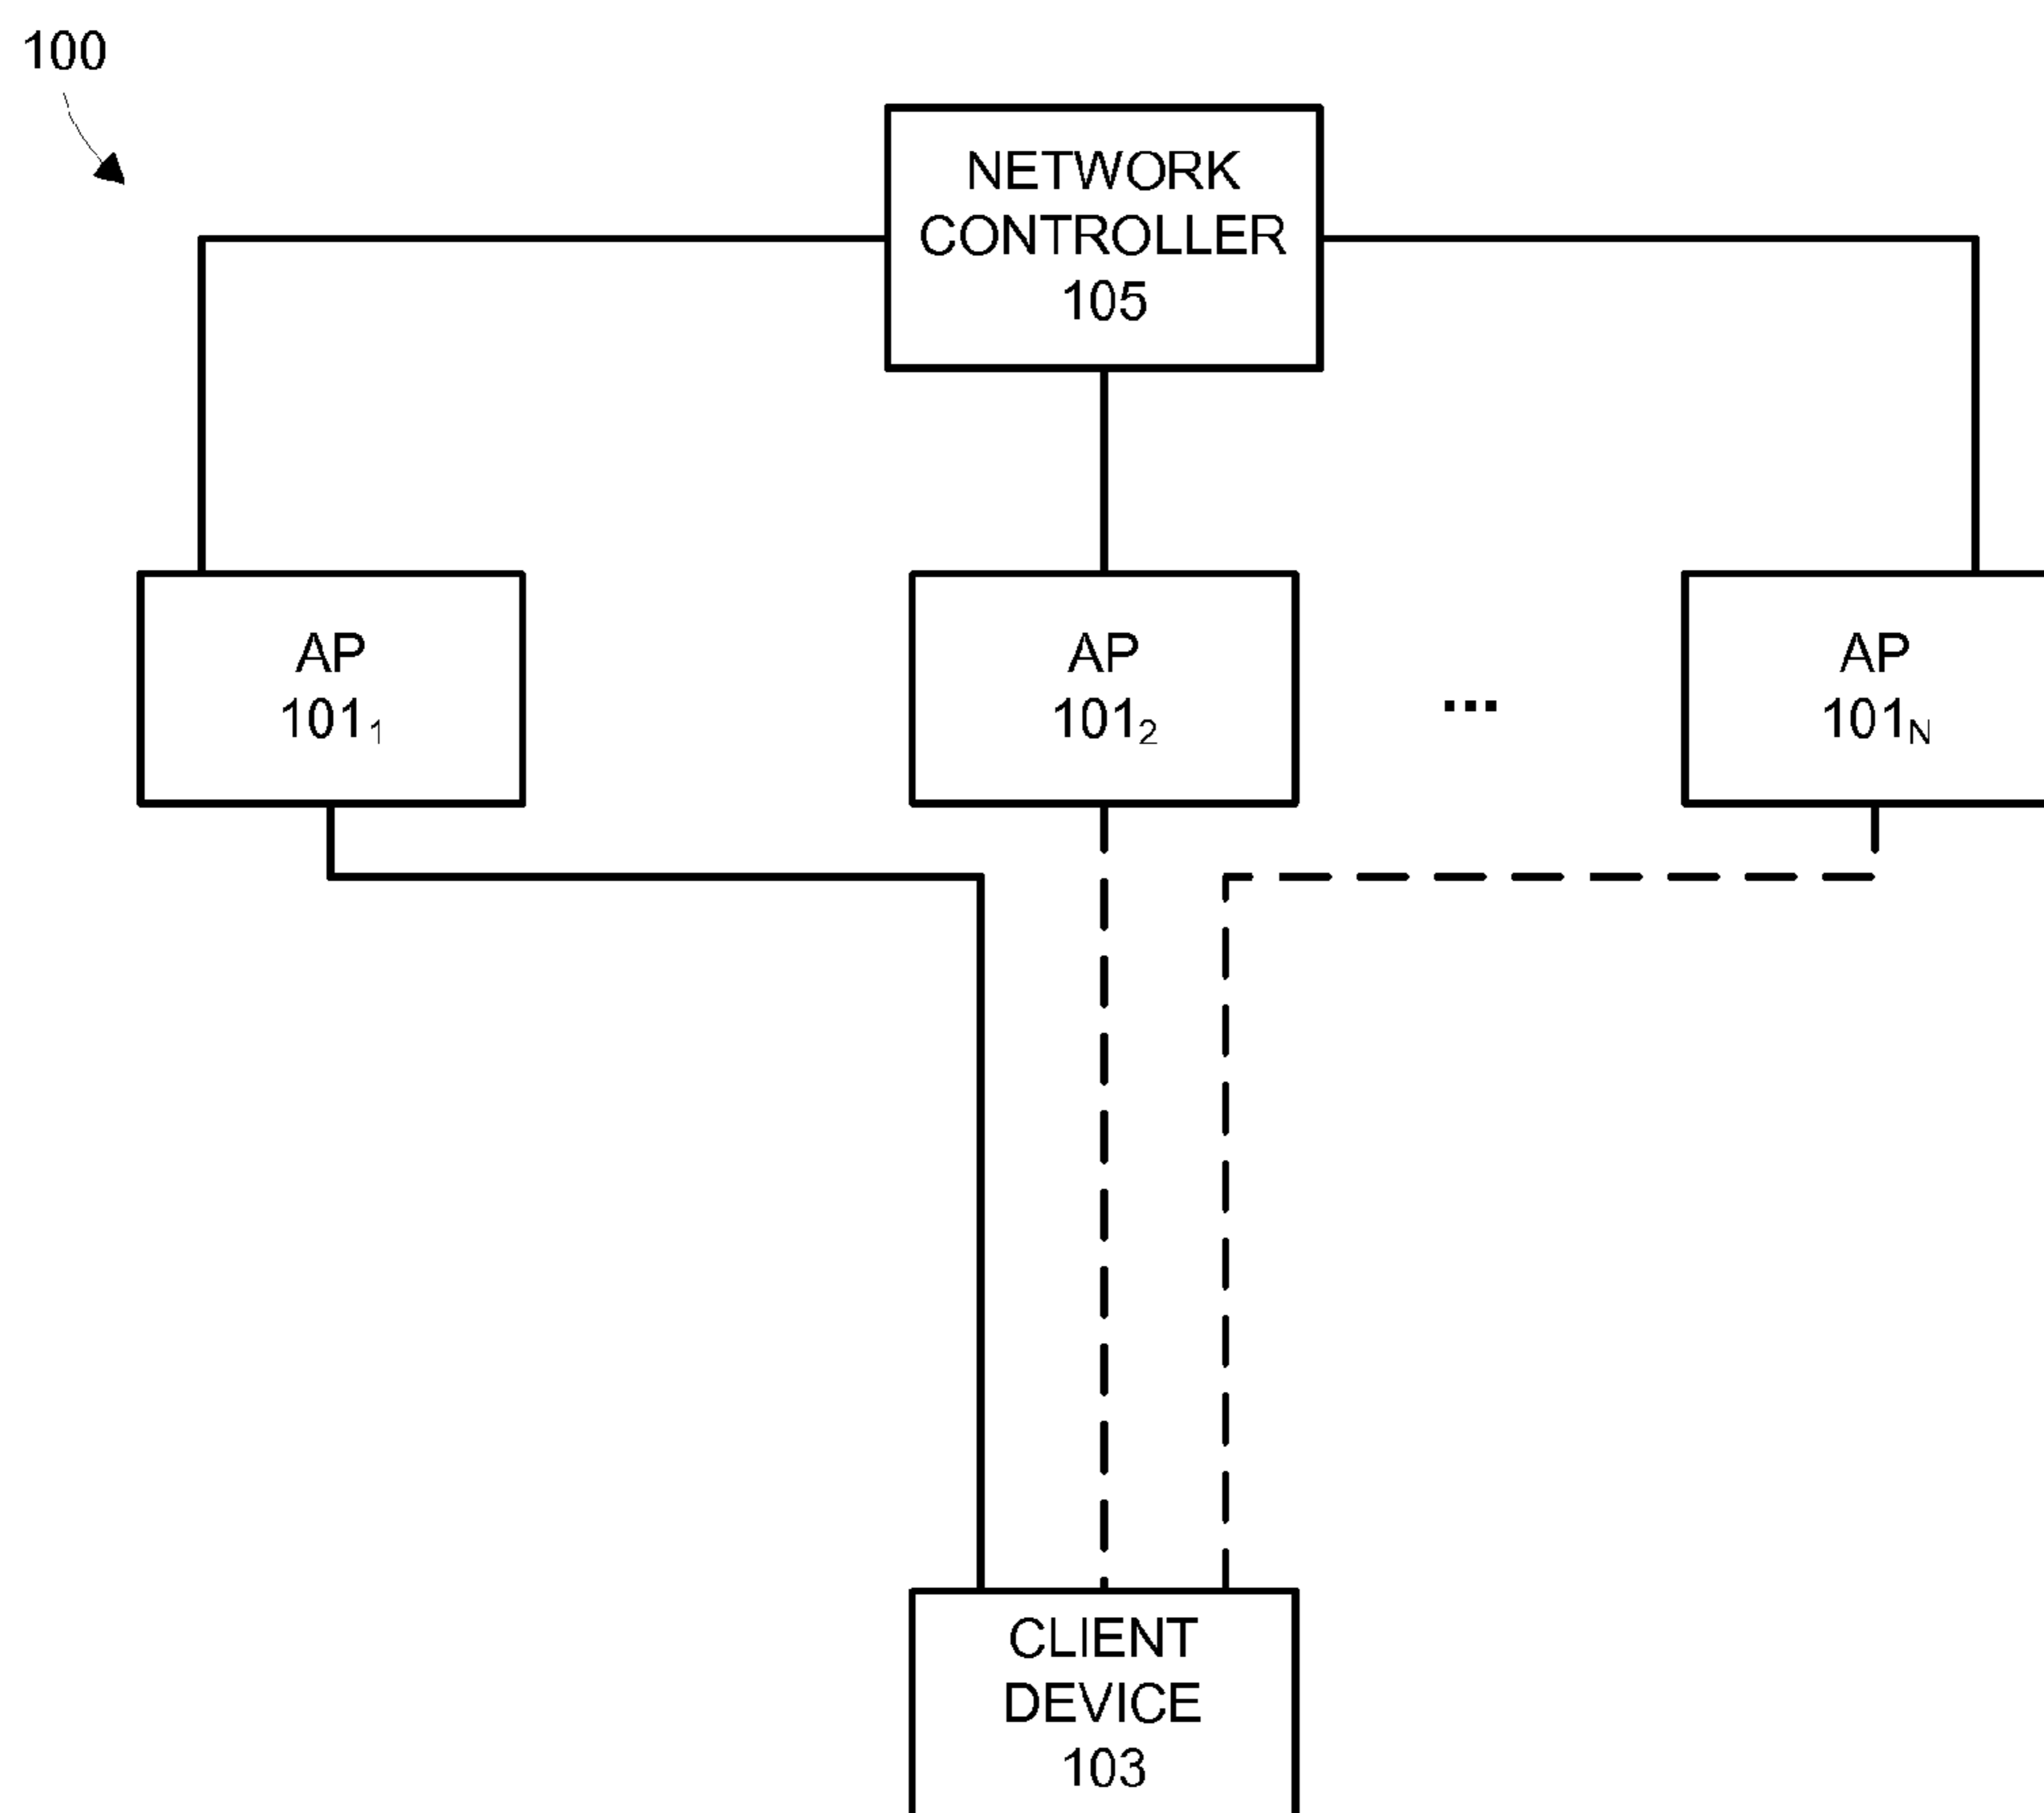 100
NETWORK
CONTROLLER
105
AP
101₁
AP
101₂
...
AP
101N
CLIENT
DEVICE
103